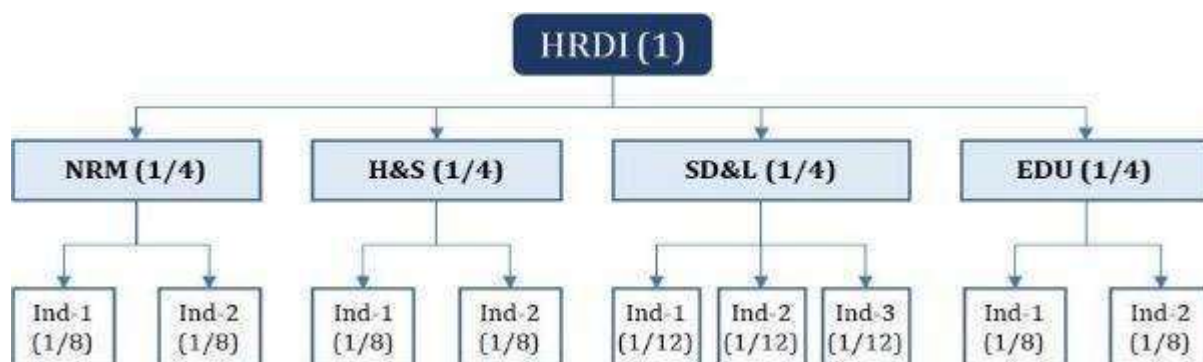 HRDI (1)
NRM (1/4)
H&S (1/4)
SD&L (1/4)
EDU (1/4)
Ind-1
(1/8)
Ind-2
(1/8)
Ind-1
(1/8)
Ind-2
(1/8)
Ind-1
(1/12)
Ind-2
(1/12)
Ind-3
(1/12)
Ind-1
(1/8)
Ind-2
(1/8)